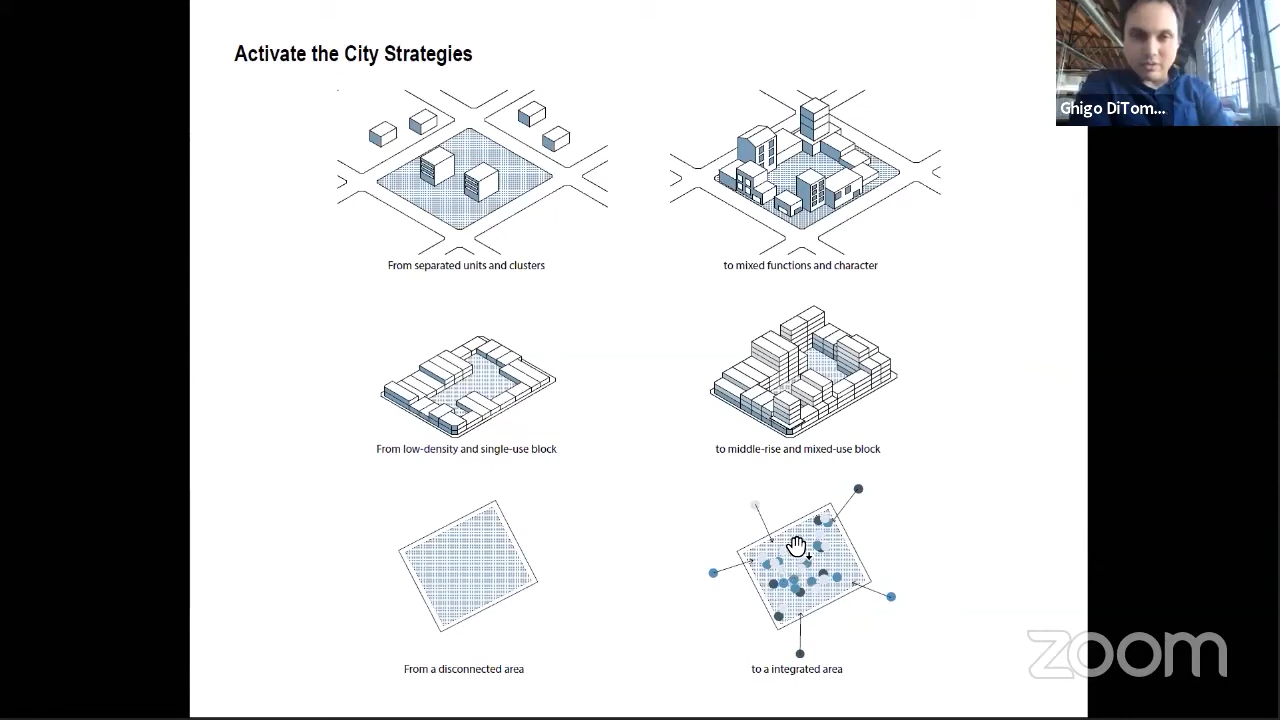 Activate the City Strategies
Ghigo DiTom...
From separated units and clusters
to mixed functions and character
From low-density and single-use block
to middle-rise and mixed-use block
From a disconnected area
to a integrated area
zoom